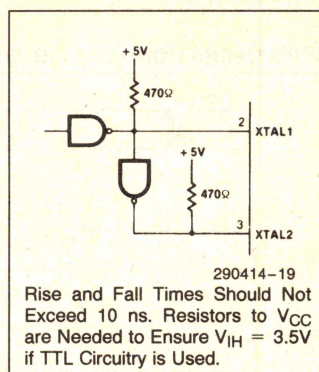 + 5V
470Ω
2
XTAL1
+ 5V
470Ω
3
XTAL2
290414–19
Rise and Fall Times Should Not
Exceed 10 ns. Resistors to VCC
are Needed to Ensure VIH = 3.5V
if TTL Circuitry is Used.